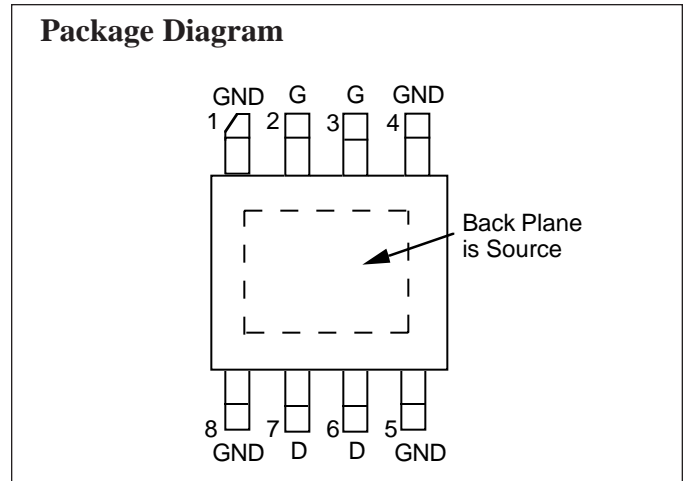 Package Diagram
GND G G GND
1 2 3 4
Back Plane
is Source
8 7 6 5
GND D D GND